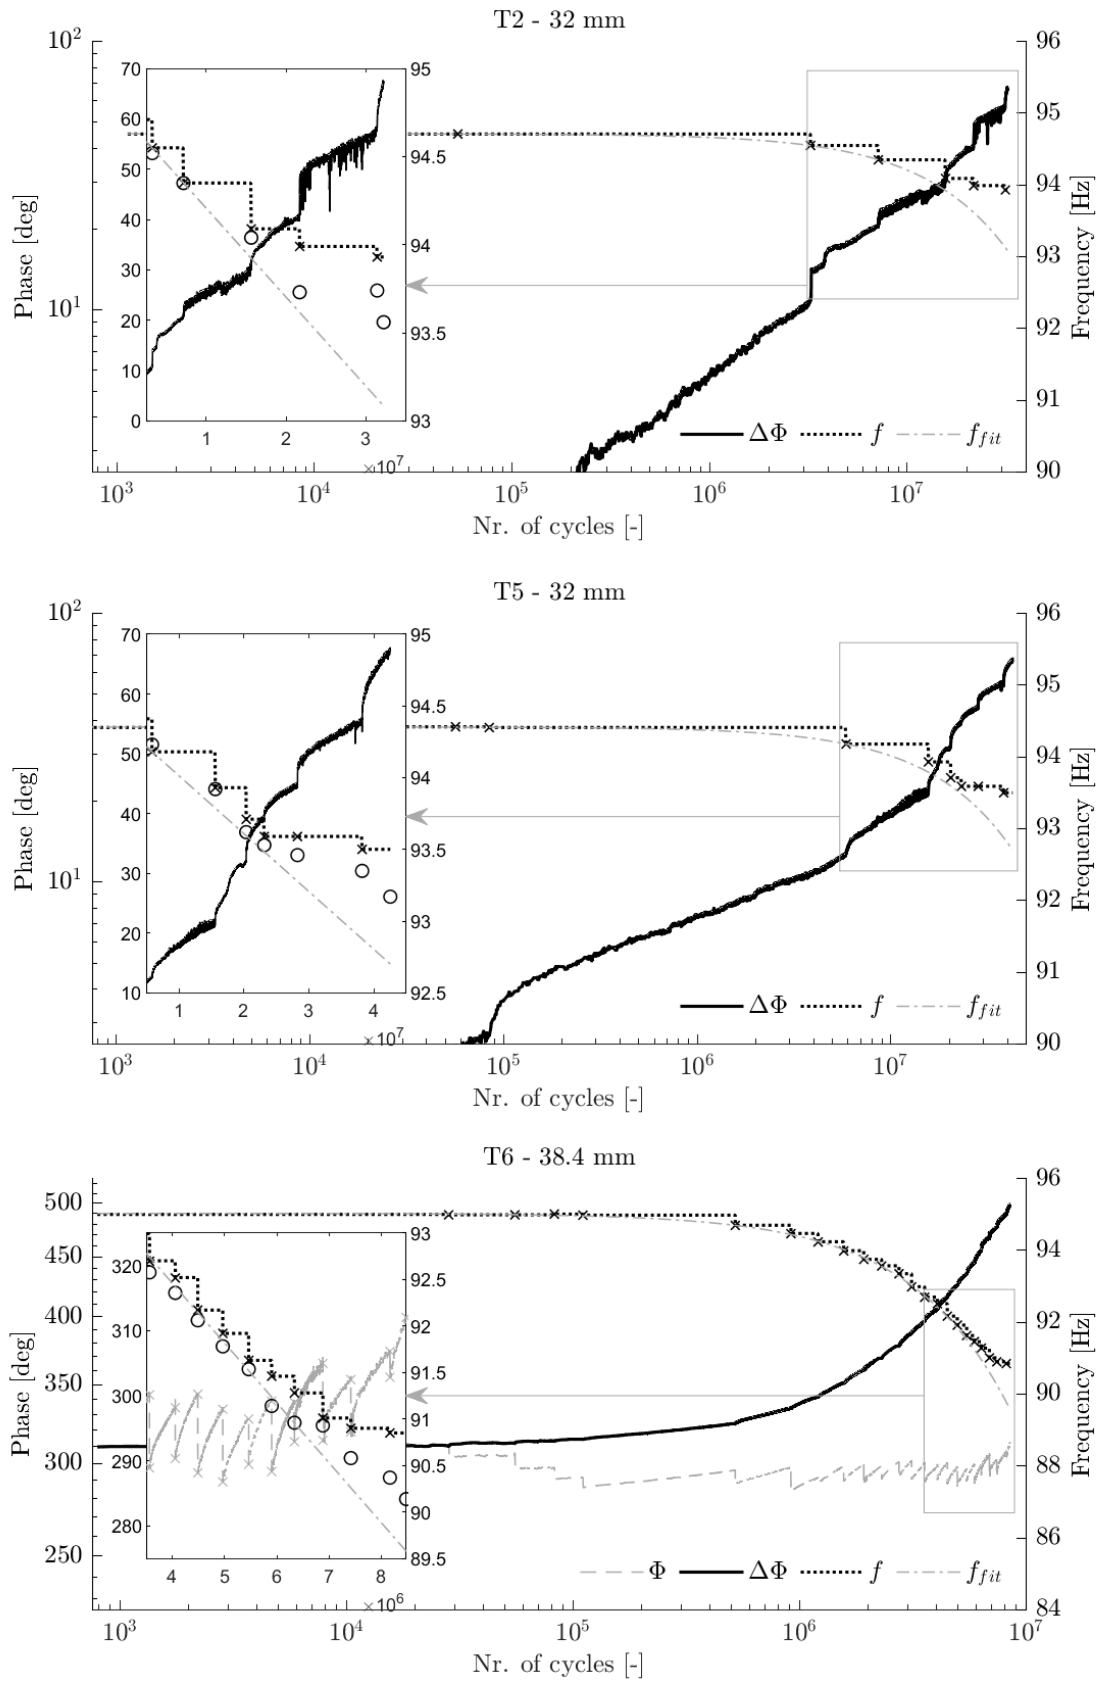 T2 - 32 mm
10^2 96
70 95
60 95
94.5
50
94
40
94
30
93
20 93.5
10^1 92
10
91
0 93
1 2 3
×10^7
ΔΦ f f_fit
90
Phase [deg]
Frequency [Hz]
10^3 10^4 10^5 10^6 10^7
Nr. of cycles [-]
T5 - 32 mm
10^2 96
70 95
95
60 94.5
50 94
94
40
93.5
93
30
10^1 93 92
20
91
10 92.5
1 2 3 4
×10^7
ΔΦ f f_fit
90
Phase [deg]
Frequency [Hz]
10^3 10^4 10^5 10^6 10^7
Nr. of cycles [-]
T6 - 38.4 mm
96
500
93
94
450 320 92.5
92
400 310 92
91.5
350 300 90
91
300 290 90.5 88
90
280
250 89.5 86
4 5 6 7 8
×10^6
Φ ΔΦ f f_fit
84
Phase [deg]
Frequency [Hz]
10^3 10^4 10^5 10^6 10^7
Nr. of cycles [-]